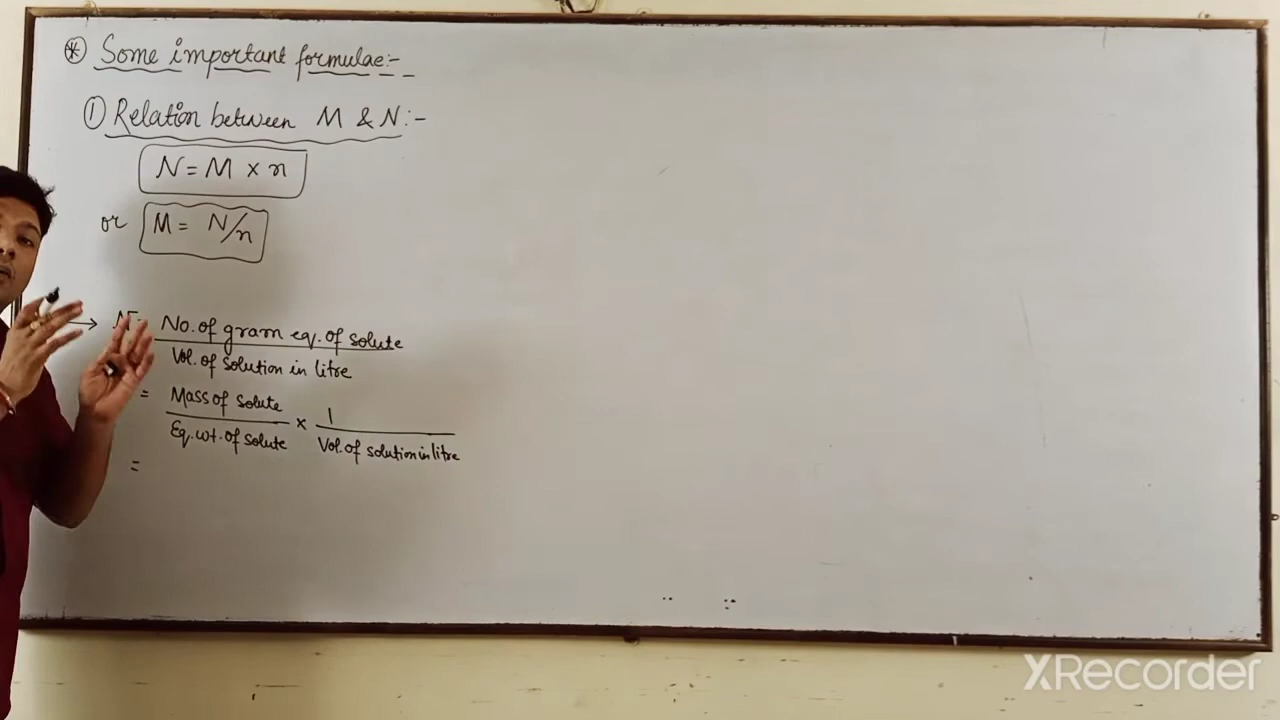 * Some important formulae:-
① Relation between M & N:-
N = M × n
or M = N/n
→ N = No. of gram eq. of solute
Vol. of solution in litre
= Mass of solute × 1
Eq. wt. of solute Vol. of solution in litre
=
XRecorder